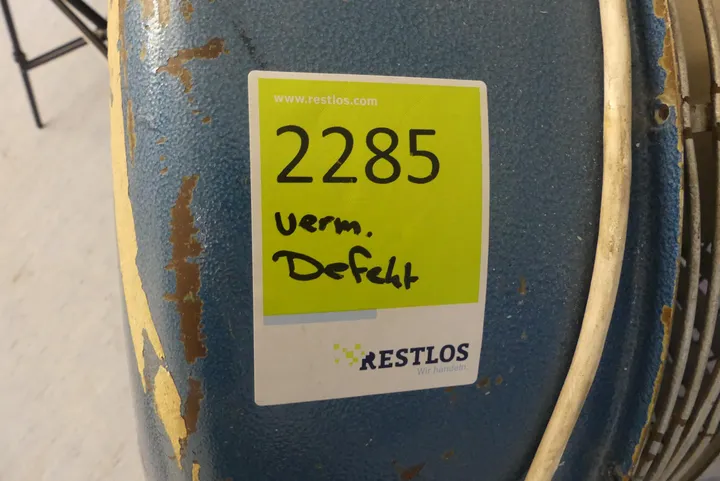 www.restlos.com
2285
verm.
Defekt
RESTLOS
Wir handeln.